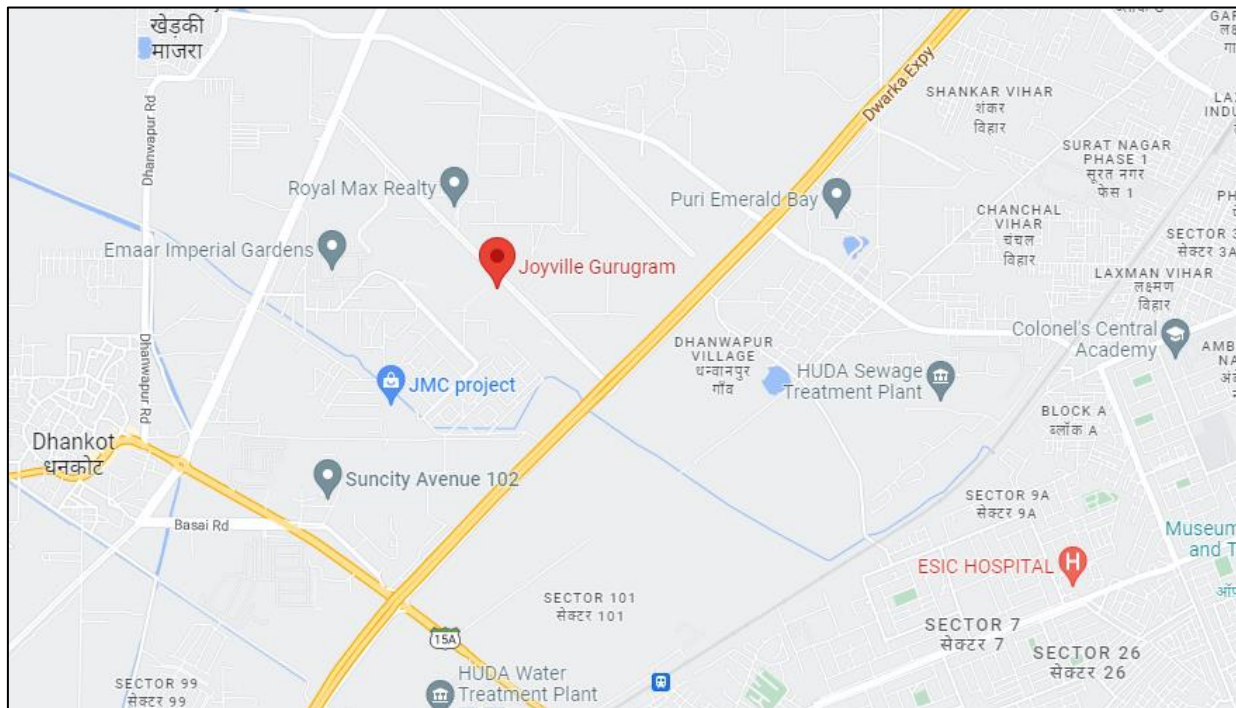 खेड़की
माजरा
Dhanwapur Rd
Dwarka Expy
SHANKAR VIHAR
शंकर
विहार
SURAT NAGAR
PHASE 1
सूरत नगर
फेस 1
Royal Max Realty
Puri Emerald Bay
Emaar Imperial Gardens
Joyville Gurugram
CHANCHAL
VIHAR
चंचल
विहार
SECTOR 3
सेक्टर 3A
LAXMAN VIHAR
लक्ष्मण
विहार
Colonel's Central
Academy
DHANWAPUR
VILLAGE
धन्वानपुर
गाँव
HUDA Sewage
Treatment Plant
Dhanwapur Rd
JMC project
BLOCK A
ब्लॉक A
Dhankot
धनकोट
Suncity Avenue 102
Basai Rd
SECTOR 9A
सेक्टर 9A
Museum
and T
ESIC HOSPITAL
H
SECTOR 101
सेक्टर 101
15A
SECTOR 7
सेक्टर 7
SECTOR 26
सेक्टर 26
HUDA Water
Treatment Plant
SECTOR 99
सेक्टर 99